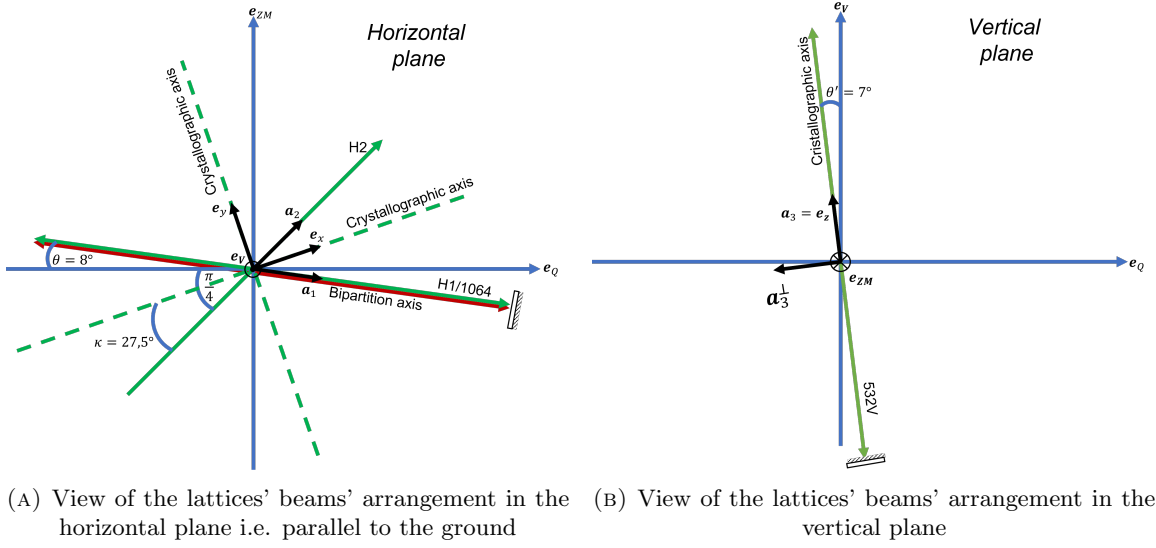 e_ZM
Horizontal
plane
Crystallographic axis
H2
Crystallographic axis
e_y
a_2
e_x
e_V
θ = 8°
e_Q
π/4
a_1
H1/1064
Bipartition axis
κ = 27,5°
(A) View of the lattices' beams' arrangement in the
horizontal plane i.e. parallel to the ground
e_V
Vertical
plane
Cristallographic axis
θ′ = 7°
a_3 = e_z
e_Q
e_ZM
a_3^⊥
532V
(B) View of the lattices' beams' arrangement in the
vertical plane